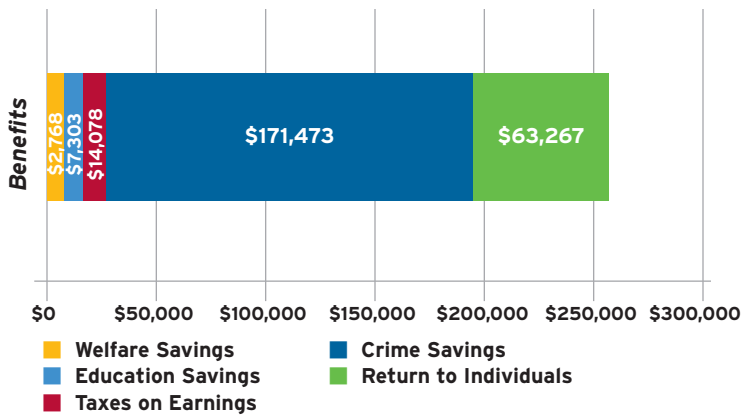 Benefits
$2,768
$7,303
$14,078
$171,473
$63,267
$0 $50,000 $100,000 $150,000 $200,000 $250,000 $300,000
Welfare Savings
Education Savings
Taxes on Earnings
Crime Savings
Return to Individuals